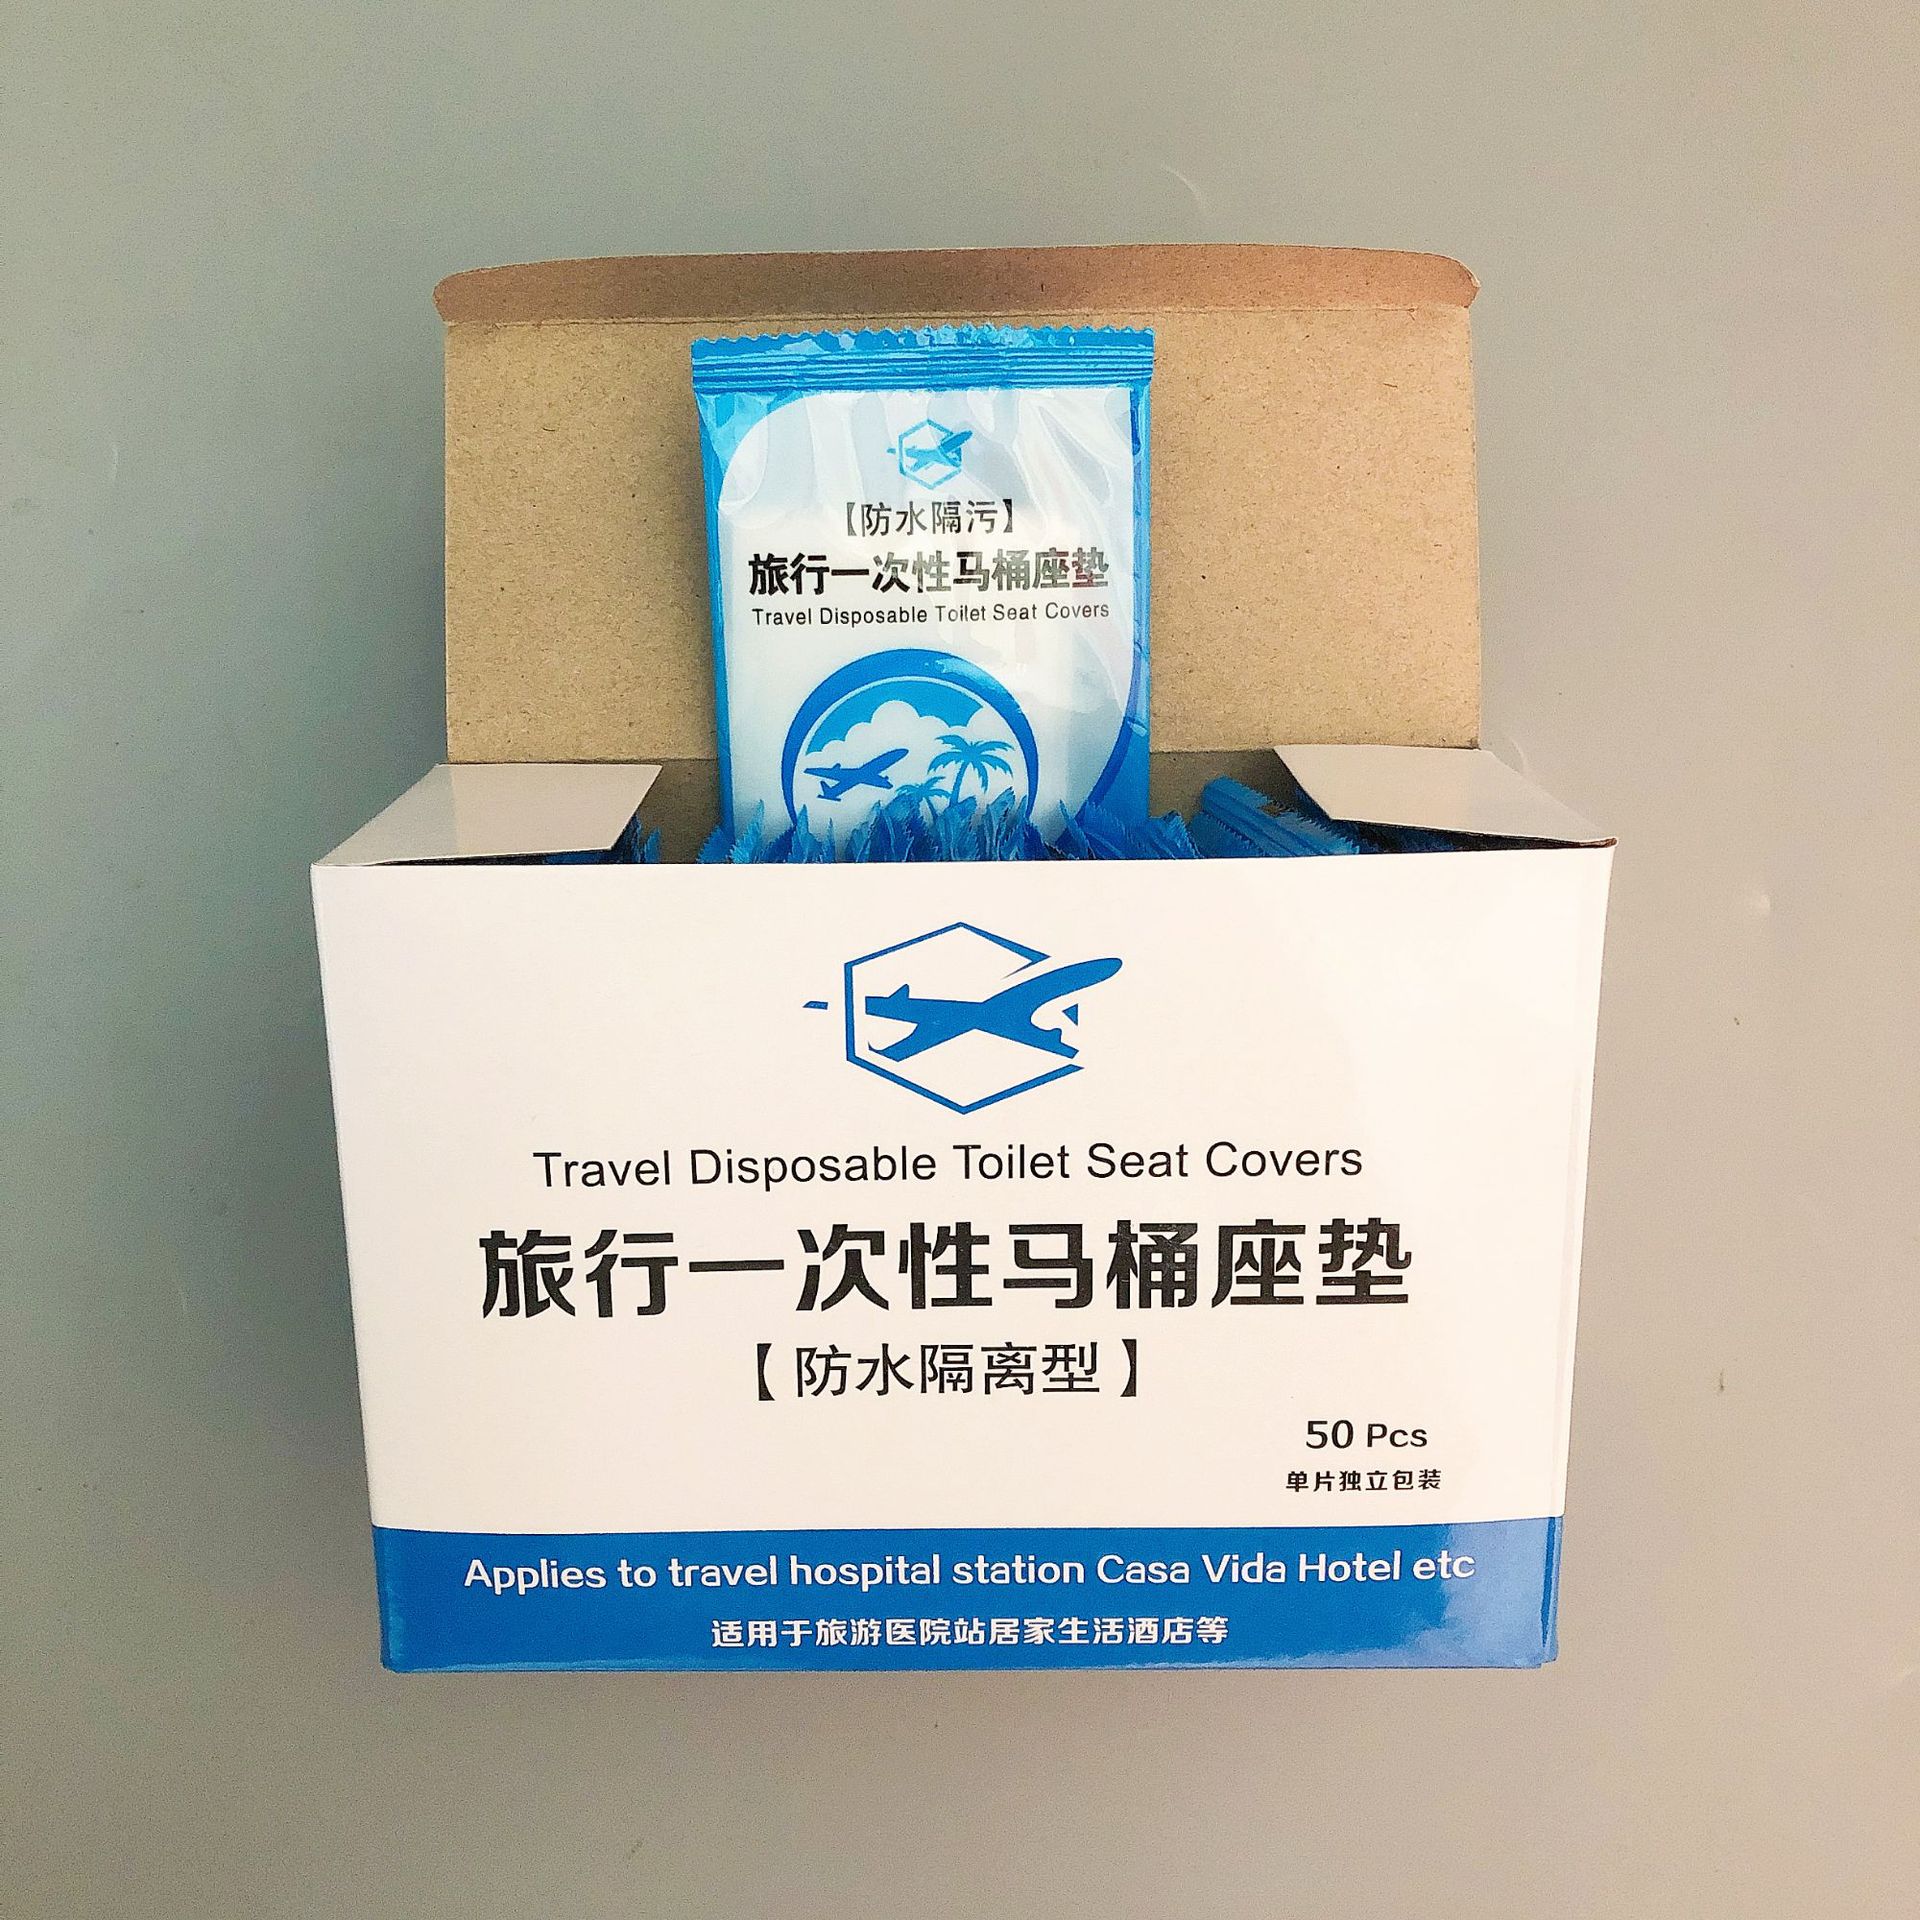 【防水隔污】
旅行一次性马桶座垫
Travel Disposable Toilet Seat Covers
Travel Disposable Toilet Seat Covers
旅行一次性马桶座垫
【防水隔离型】
50 Pcs
单片独立包装
Applies to travel hospital station Casa Vida Hotel etc
适用于旅游医院站居家生活酒店等